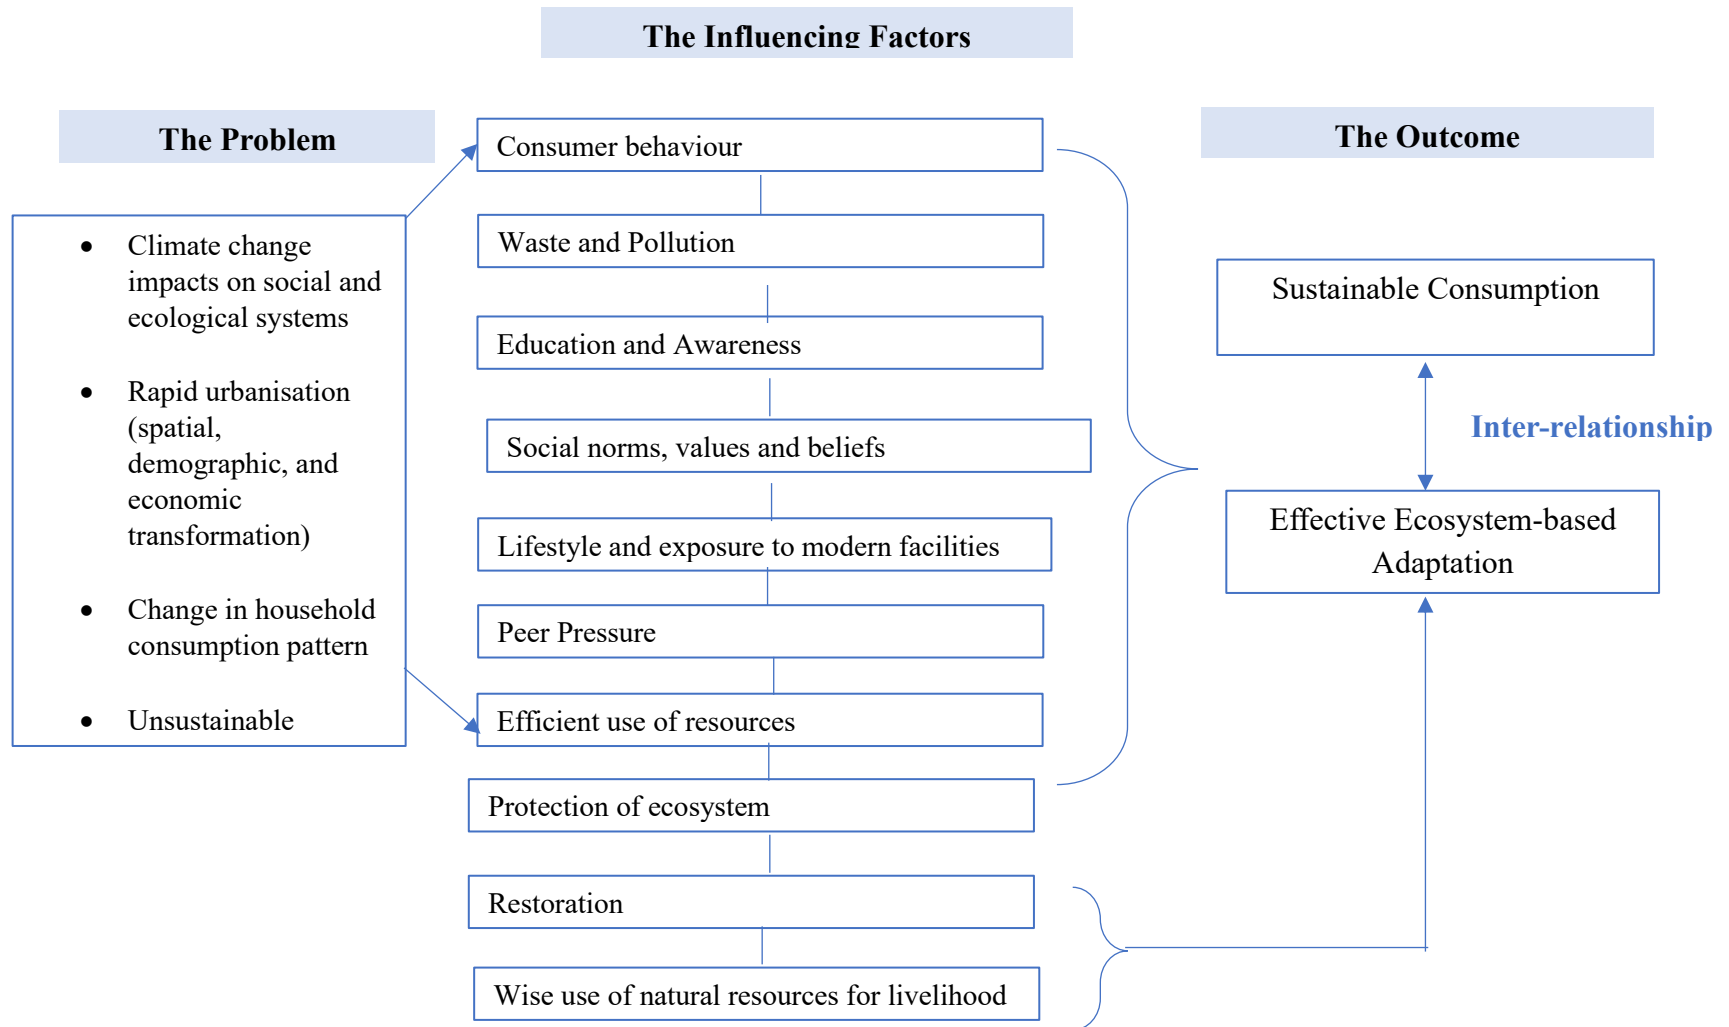 The Influencing Factors
The Problem
The Outcome
• Climate change
impacts on social and
ecological systems
• Rapid urbanisation
(spatial,
demographic, and
economic
transformation)
• Change in household
consumption pattern
• Unsustainable
Consumer behaviour
Waste and Pollution
Education and Awareness
Social norms, values and beliefs
Lifestyle and exposure to modern facilities
Peer Pressure
Efficient use of resources
Protection of ecosystem
Restoration
Wise use of natural resources for livelihood
Sustainable Consumption
Inter-relationship
Effective Ecosystem-based
Adaptation